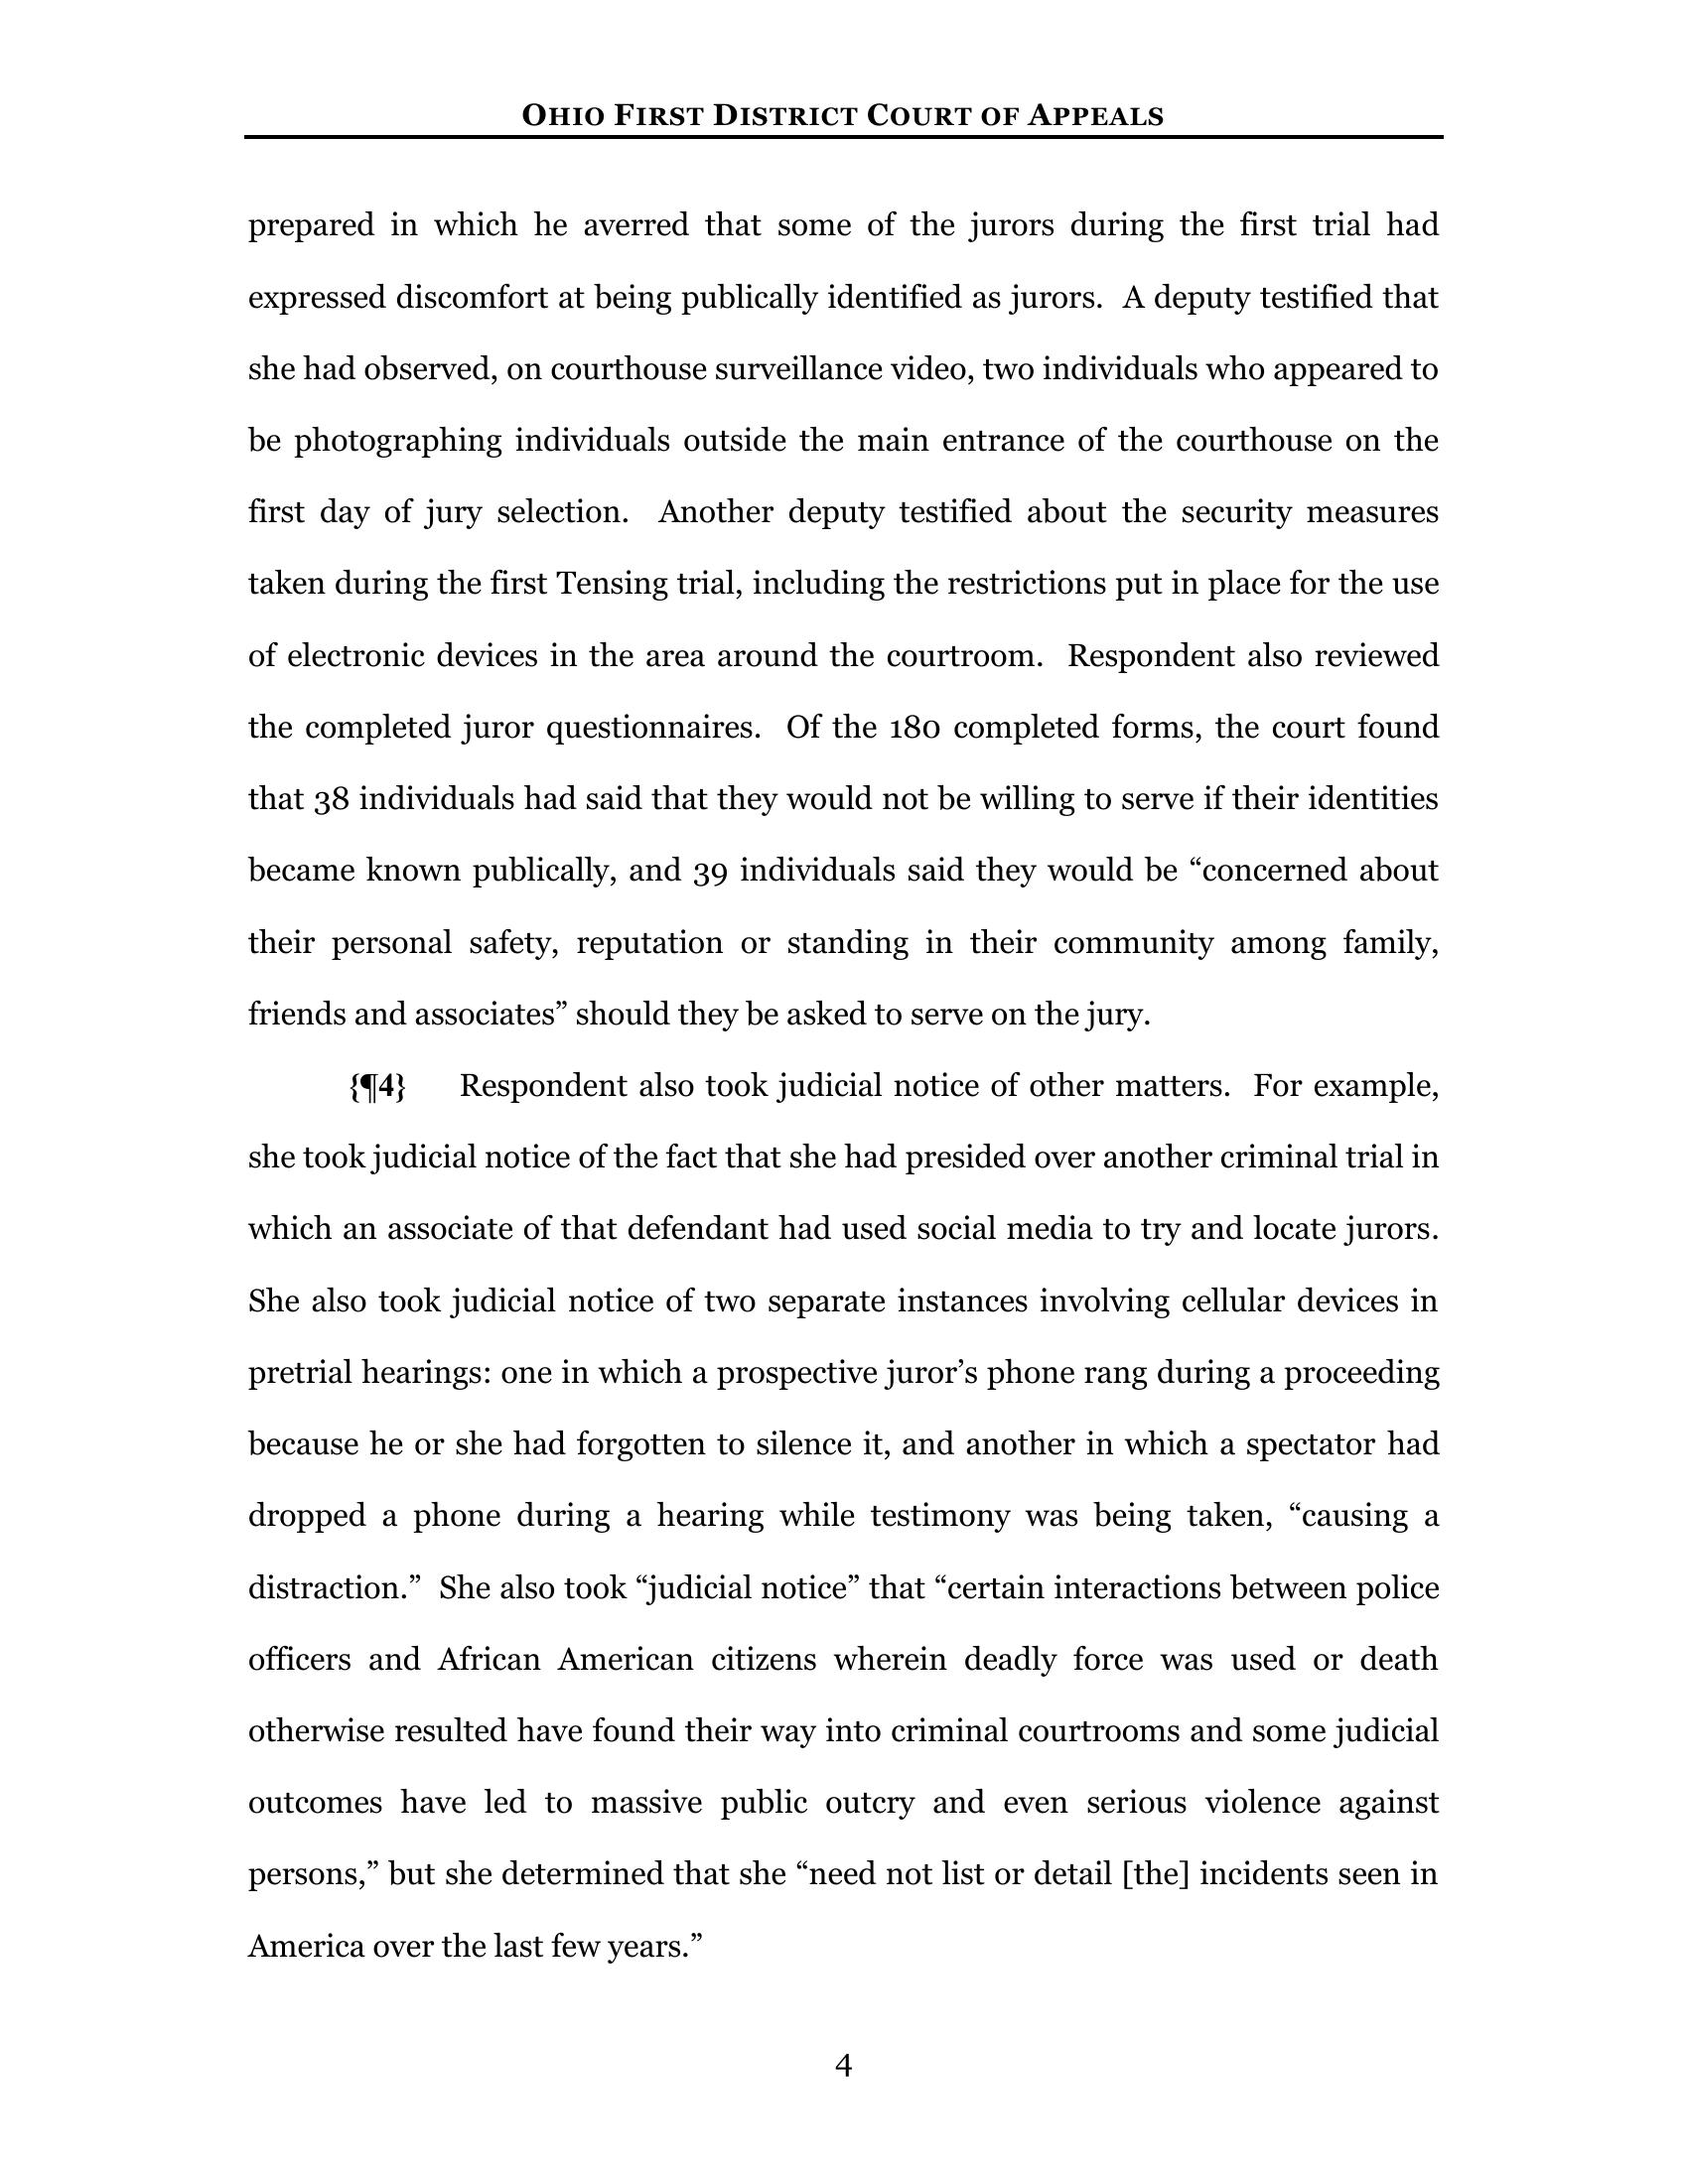 OHIO FIRST DISTRICT COURT OF APPEALS
prepared in which he averred that some of the jurors during the first trial had
expressed discomfort at being publically identified as jurors.  A deputy testified that
she had observed, on courthouse surveillance video, two individuals who appeared to
be photographing individuals outside the main entrance of the courthouse on the
first day of jury selection.  Another deputy testified about the security measures
taken during the first Tensing trial, including the restrictions put in place for the use
of electronic devices in the area around the courtroom.  Respondent also reviewed
the completed juror questionnaires.  Of the 180 completed forms, the court found
that 38 individuals had said that they would not be willing to serve if their identities
became known publically, and 39 individuals said they would be “concerned about
their personal safety, reputation or standing in their community among family,
friends and associates” should they be asked to serve on the jury.
{¶4} Respondent also took judicial notice of other matters.  For example,
she took judicial notice of the fact that she had presided over another criminal trial in
which an associate of that defendant had used social media to try and locate jurors.
She also took judicial notice of two separate instances involving cellular devices in
pretrial hearings: one in which a prospective juror’s phone rang during a proceeding
because he or she had forgotten to silence it, and another in which a spectator had
dropped a phone during a hearing while testimony was being taken, “causing a
distraction.”  She also took “judicial notice” that “certain interactions between police
officers and African American citizens wherein deadly force was used or death
otherwise resulted have found their way into criminal courtrooms and some judicial
outcomes have led to massive public outcry and even serious violence against
persons,” but she determined that she “need not list or detail [the] incidents seen in
America over the last few years.”
4